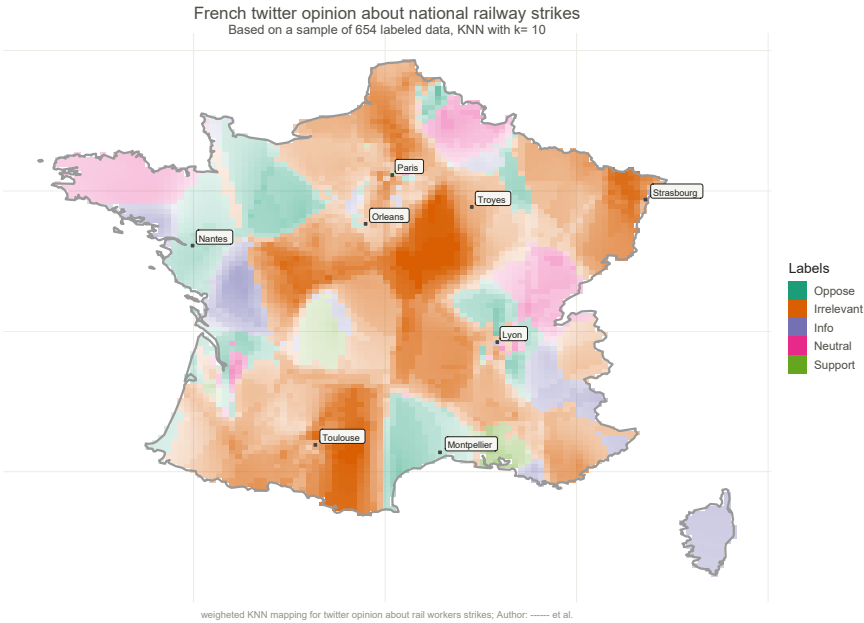 French twitter opinion about national railway strikes
Based on a sample of 654 labeled data, KNN with k= 10
Paris
Strasbourg
Troyes
Orleans
Nantes
Labels
Oppose
Irrelevant
Info
Neutral
Support
Lyon
Toulouse
Montpellier
weigheted KNN mapping for twitter opinion about rail workers strikes; Author: ------ et al.